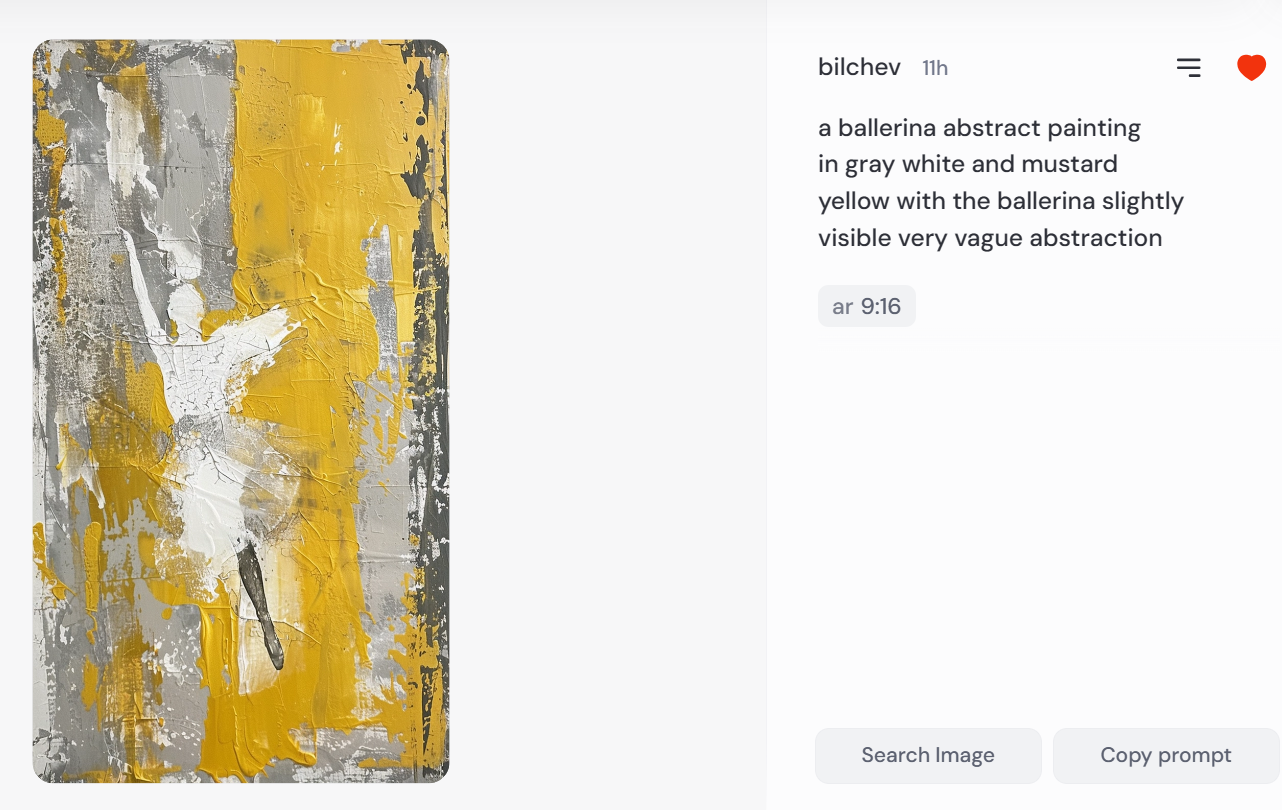 bilchev 11h
a ballerina abstract painting
in gray white and mustard
yellow with the ballerina slightly
visible very vague abstraction
ar 9:16
Search Image Copy prompt